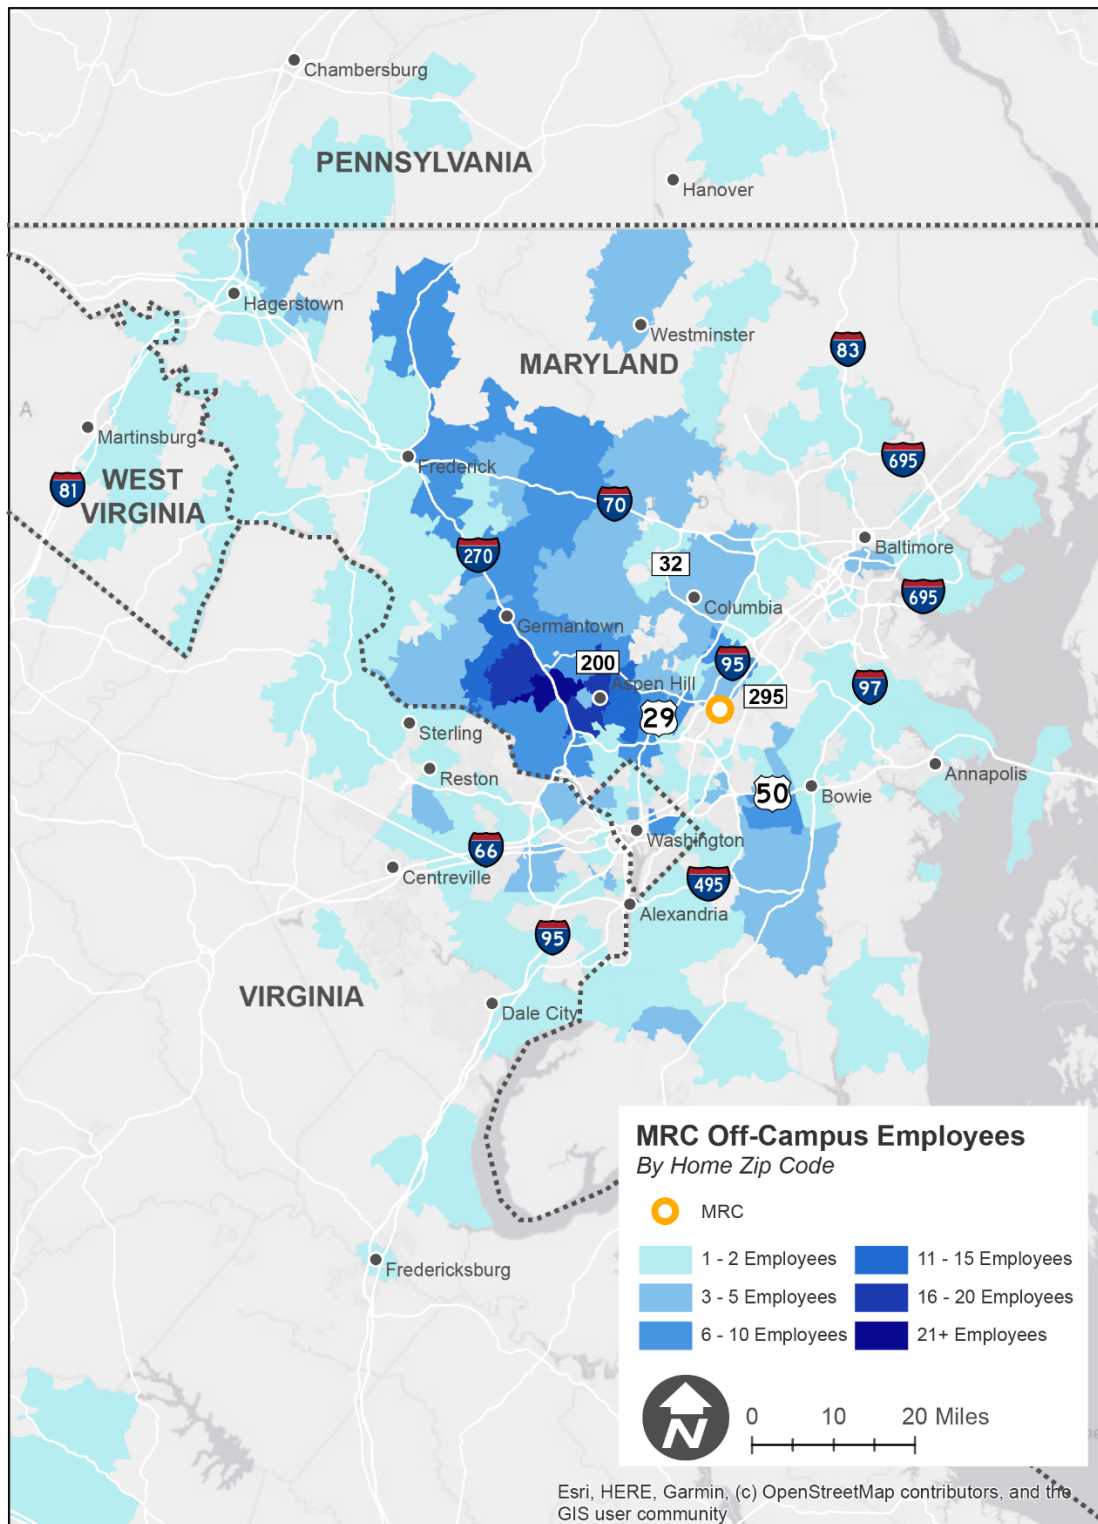 Chambersburg
PENNSYLVANIA
Hanover
Hagerstown
Westminster
MARYLAND
83
A
Martinsburg
Frederick
695
81
WEST
VIRGINIA
70
D
270
32
Baltimore
695
Columbia
Germantown
200
95
Aspen Hill
97
295
29
Sterling
Reston
Annapolis
50
Bowie
Washington
66
Centreville
495
Alexandria
95
VIRGINIA
Dale City
Fredericksburg
MRC Off-Campus Employees
By Home Zip Code
MRC
1 - 2 Employees
11 - 15 Employees
3 - 5 Employees
16 - 20 Employees
6 - 10 Employees
21+ Employees
N
0 10 20 Miles
Esri, HERE, Garmin, (c) OpenStreetMap contributors, and the
GIS user community